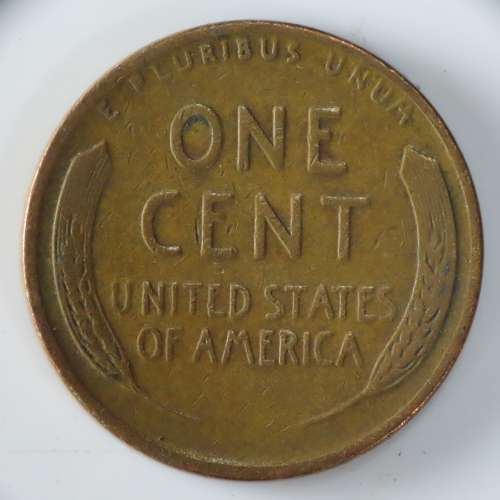 E PLURIBUS UNUM
ONE
CENT
UNITED STATES
OF AMERICA